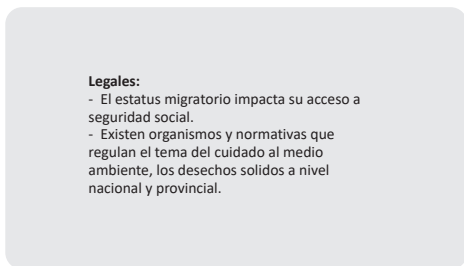 Legales:
- El estatus migratorio impacta su acceso a
seguridad social.
- Existen organismos y normativas que
regulan el tema del cuidado al medio
ambiente, los desechos solidos a nivel
nacional y provincial.